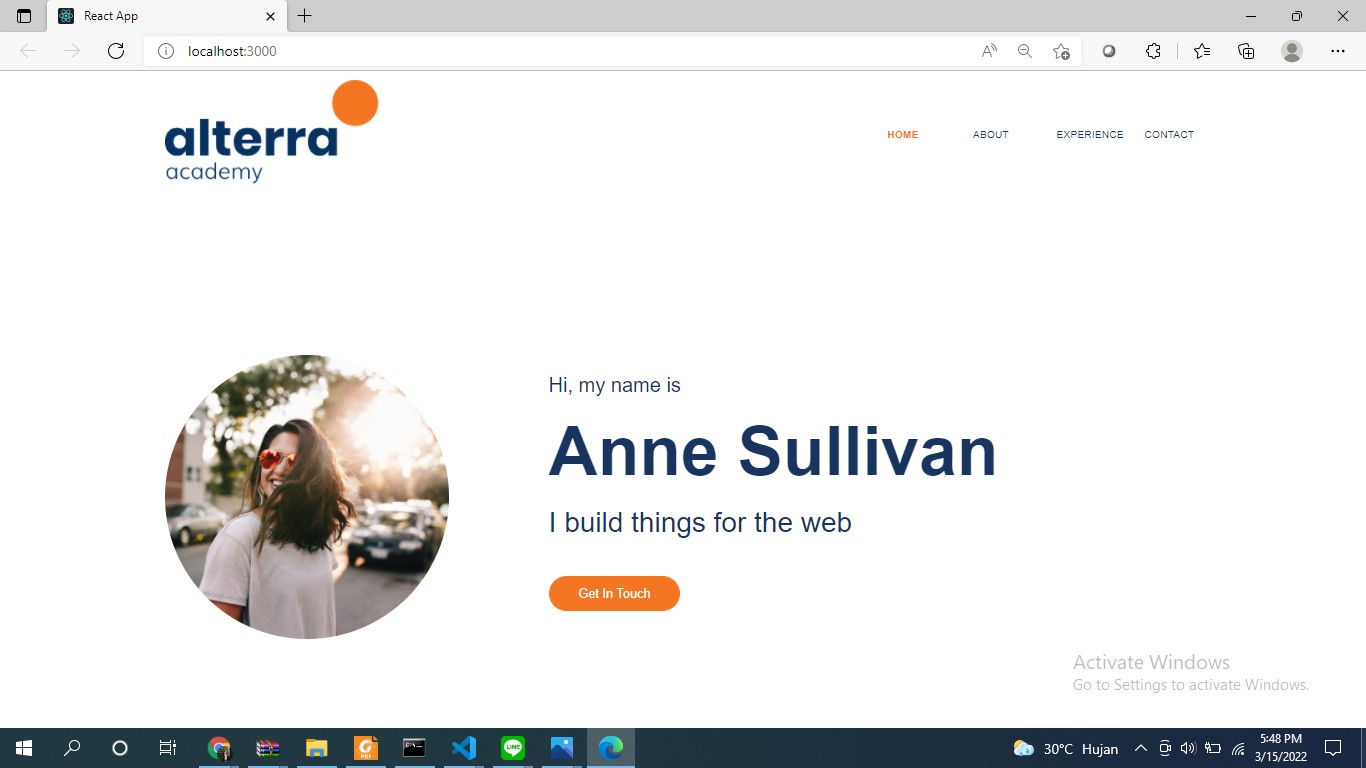 React App
localhost:3000
alterra
academy
HOME ABOUT EXPERIENCE CONTACT
Hi, my name is
Anne Sullivan
I build things for the web
Get In Touch
Activate Windows
Go to Settings to activate Windows.
LINE
30°C Hujan
5:48 PM
3/15/2022